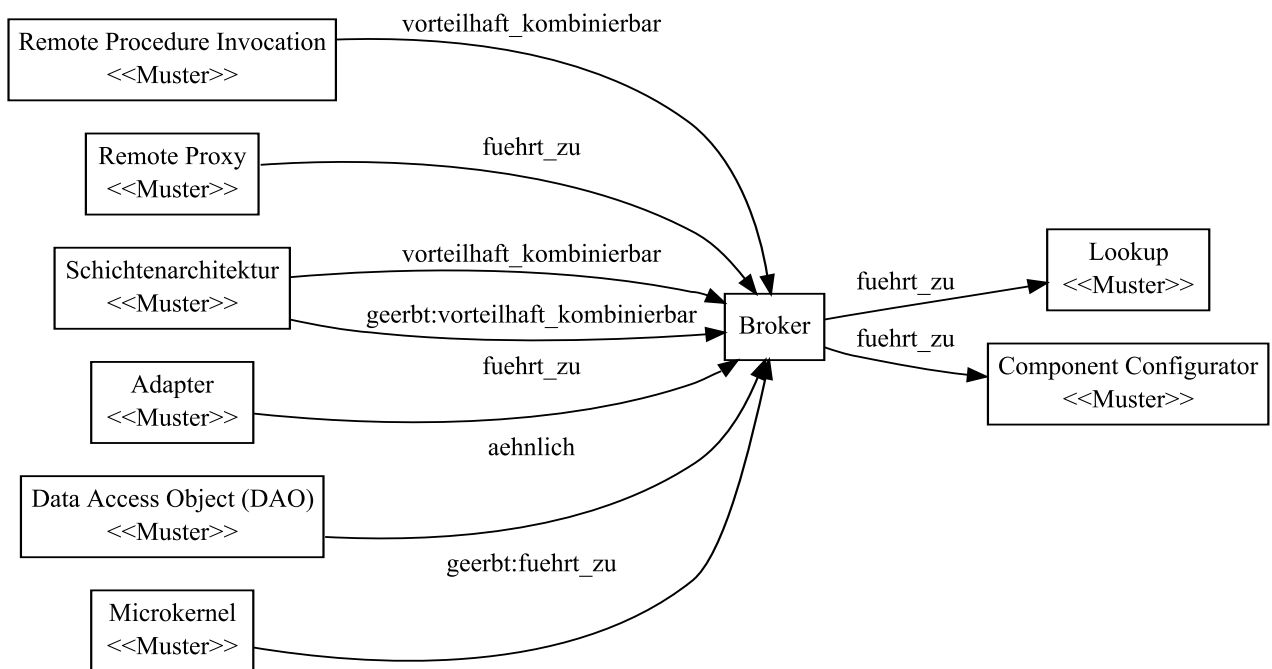 vorteilhaft_kombinierbar
Remote Procedure Invocation
<<Muster>>
fuehrt_zu
Remote Proxy
<<Muster>>
vorteilhaft_kombinierbar
Schichtenarchitektur
<<Muster>>
geerbt:vorteilhaft_kombinierbar
fuehrt_zu
Adapter
<<Muster>>
aehnlich
Data Access Object (DAO)
<<Muster>>
geerbt:fuehrt_zu
Microkernel
<<Muster>>
Broker
fuehrt_zu
Lookup
<<Muster>>
fuehrt_zu
Component Configurator
<<Muster>>